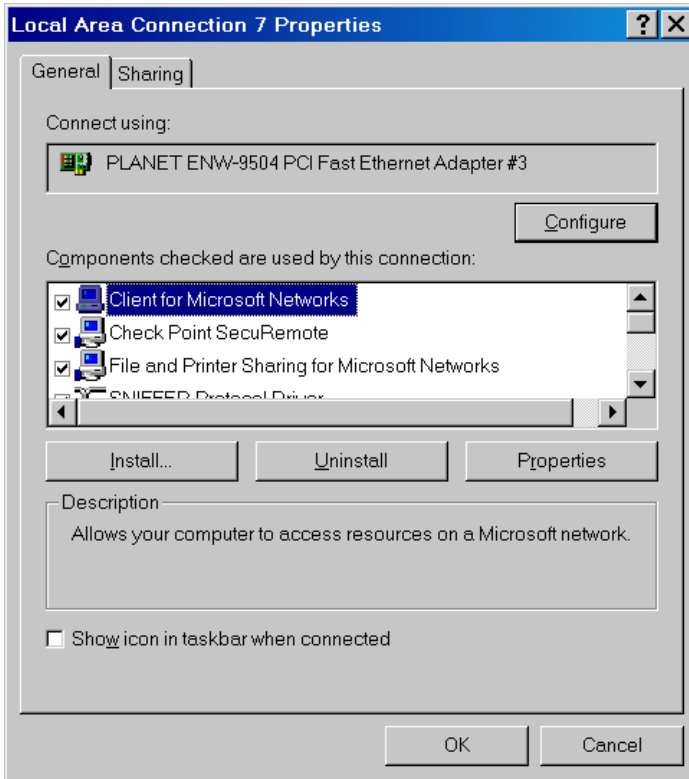 Local Area Connection 7 Properties
General
Sharing
Connect using:
PLANET ENW-9504 PCI Fast Ethernet Adapter #3
Configure
Components checked are used by this connection:
Client for Microsoft Networks
Check Point SecuRemote
File and Printer Sharing for Microsoft Networks
SNIFFER Protocol Driver
Install...
Uninstall
Properties
Description
Allows your computer to access resources on a Microsoft network.
Show icon in taskbar when connected
OK
Cancel